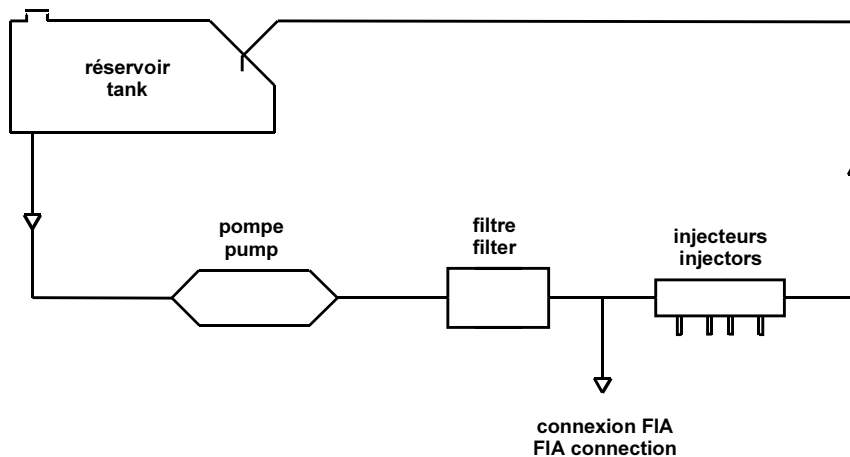 réservoir
tank
pompe
pump
filtre
filter
injecteurs
injectors
connexion FIA
FIA connection